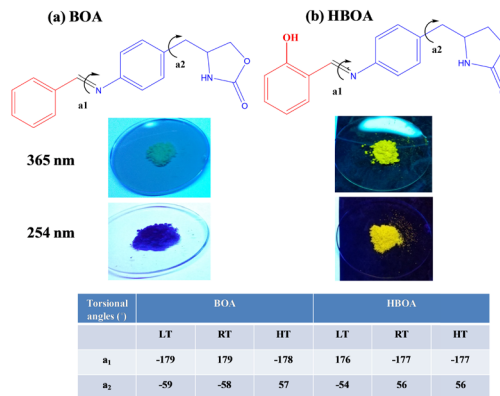 (a) BOA
(b) HBOA
a2
a2
OH
O
HN
N
HN
N
a1
O
a1
365 nm
254 nm
Torsional angles (°) BOA HBOA
LT RT HT LT RT HT
a₁ -179 179 -178 176 -177 -177
a₂ -59 -58 57 -54 56 56